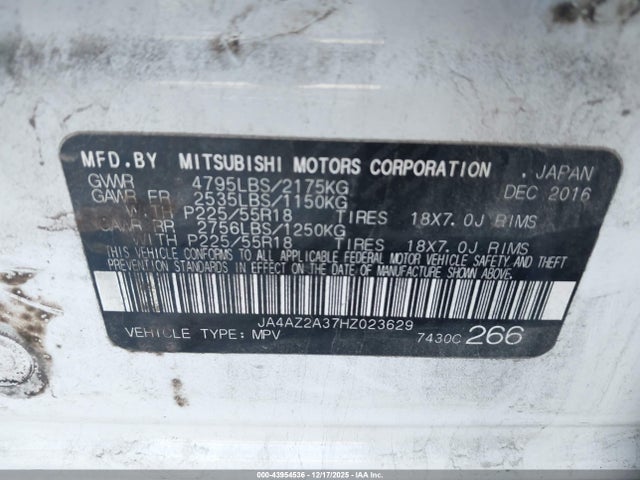 MFD.BY MITSUBISHI MOTORS CORPORATION . JAPAN
GVWR 4795LBS/2175KG DEC 2016
GAWR FR 2535LBS/1150KG
WITH P225/55R18 TIRES 18X7.0J RIMS
GAWR RR 2756LBS/1250KG
WITH P225/55R18 TIRES 18X7.0J RIMS
THIS VEHICLE CONFORMS TO ALL APPLICABLE FEDERAL MOTOR VEHICLE SAFETY AND THEFT
PREVENTION STANDARDS IN EFFECT ON THE DATE OF MANUFACTURE SHOWN ABOVE.
JA4AZ2A37HZ023629
VEHICLE TYPE: MPV 7430C 266
000-43954536 - 12/17/2025 - COPART